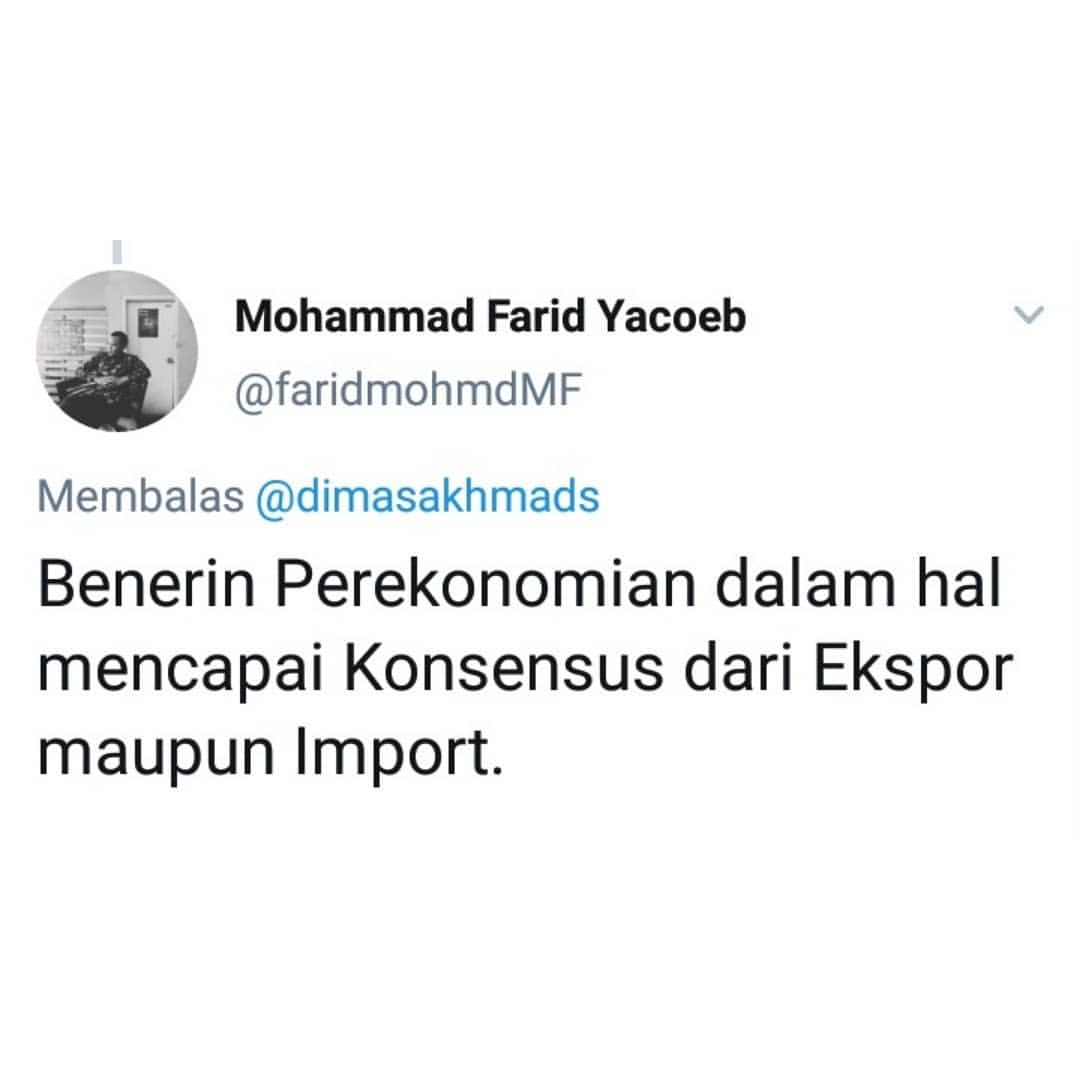 Mohammad Farid Yacoeb
@faridmohmdMF
Membalas @dimasakhmads
Benerin Perekonomian dalam hal
mencapai Konsensus dari Ekspor
maupun Import.